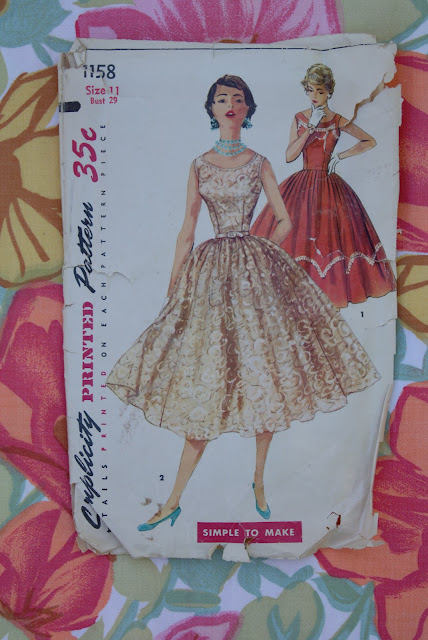 1158
Size 11
Bust 29
35c
Simplicity PRINTED Pattern
TAILS PRINTED ON EACH PATTERN PIECE
1
2
SIMPLE TO MAKE